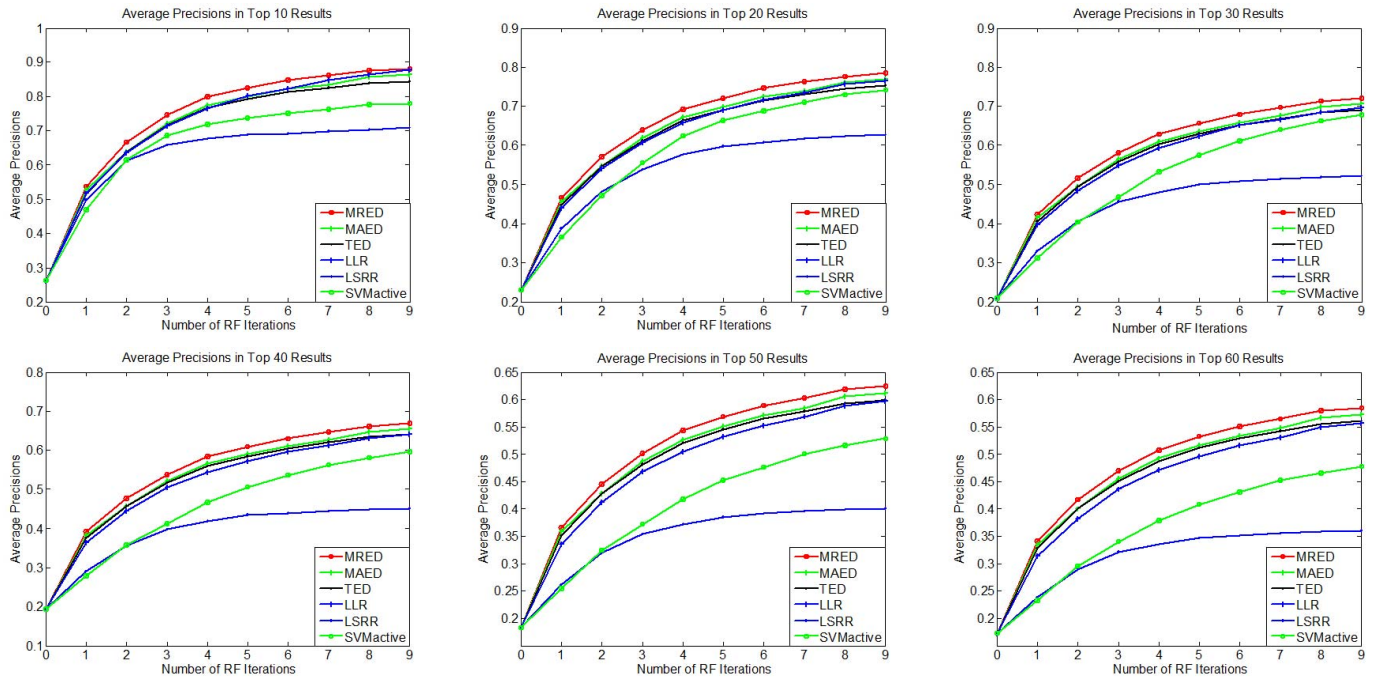 Average Precisions in Top 10 Results
Average Precisions
1
0.9
0.8
0.7
0.6
0.5
0.4
0.3
0.2
MRED
MAED
TED
LLR
LSRR
SVMactive
0 1 2 3 4 5 6 7 8 9
Number of RF Iterations
Average Precisions in Top 20 Results
Average Precisions
0.9
0.8
0.7
0.6
0.5
0.4
0.3
0.2
MRED
MAED
TED
LLR
LSRR
SVMactive
0 1 2 3 4 5 6 7 8 9
Number of RF Iterations
Average Precisions in Top 30 Results
Average Precisions
0.9
0.8
0.7
0.6
0.5
0.4
0.3
0.2
MRED
MAED
TED
LLR
LSRR
SVMactive
0 1 2 3 4 5 6 7 8 9
Number of RF Iterations
Average Precisions in Top 40 Results
Average Precisions
0.8
0.7
0.6
0.5
0.4
0.3
0.2
0.1
MRED
MAED
TED
LLR
LSRR
SVMactive
0 1 2 3 4 5 6 7 8 9
Number of RF Iterations
Average Precisions in Top 50 Results
Average Precisions
0.65
0.6
0.55
0.5
0.45
0.4
0.35
0.3
0.25
0.2
MRED
MAED
TED
LLR
LSRR
SVMactive
0 1 2 3 4 5 6 7 8 9
Number of RF Iterations
Average Precisions in Top 60 Results
Average Precisions
0.65
0.6
0.55
0.5
0.45
0.4
0.35
0.3
0.25
0.2
MRED
MAED
TED
LLR
LSRR
SVMactive
0 1 2 3 4 5 6 7 8 9
Number of RF Iterations